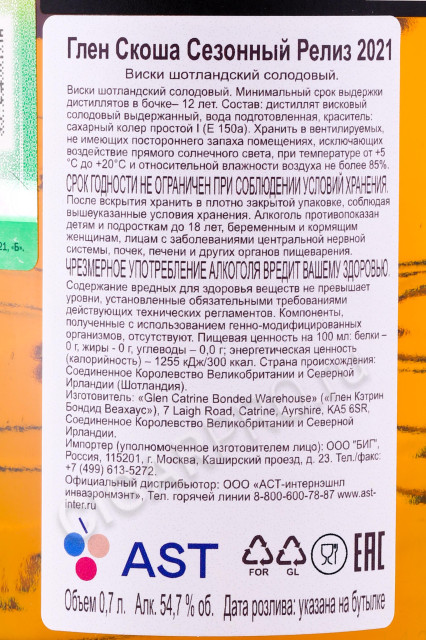 Глен Скоша Сезонный Релиз 2021
Виски шотландский солодовый.
Виски шотландский солодовый. Минимальный срок выдержки
дистиллятов в бочке– 12 лет. Состав: дистиллят висковый
солодовый выдержанный, вода подготовленная, краситель:
сахарный колер простой I (Е 150а). Хранить в вентилируемых,
не имеющих постороннего запаха помещениях, исключающих
воздействие прямого солнечного света, при температуре от +5
°С до +20°С и относительной влажности воздуха не более 85%.
СРОК ГОДНОСТИ НЕ ОГРАНИЧЕН ПРИ СОБЛЮДЕНИИ УСЛОВИЙ ХРАНЕНИЯ.
После вскрытия хранить в плотно закрытой упаковке, соблюдая
вышеуказанные условия хранения. Алкоголь противопоказан
детям и подросткам до 18 лет, беременным и кормящим
женщинам, лицам с заболеваниями центральной нервной
системы, почек, печени и других органов пищеварения.
ЧРЕЗМЕРНОЕ УПОТРЕБЛЕНИЕ АЛКОГОЛЯ ВРЕДИТ ВАШЕМУ ЗДОРОВЬЮ.
Содержание вредных для здоровья веществ не превышает
уровни, установленные обязательными требованиями
действующих технических регламентов. Компоненты,
полученные с использованием генно-модифицированных
организмов, отсутствуют. Пищевая ценность на 100 мл: белки –
0 г, жиры - 0 г, углеводы – 0,0 г; энергетическая ценность
(калорийность) – 1255 кДж/300 ккал. Страна происхождения:
Соединенное Королевство Великобритании и Северной
Ирландии (Шотландия).
Изготовитель: «Glen Catrine Bonded Warehouse» («Глен Кэтрин
Бондид Веахаус»), 7 Laigh Road, Catrine, Ayrshire, KA5 6SR,
Соединенное Королевство Великобритании и Северной
Ирландии.
Импортер (уполномоченное изготовителем лицо): ООО "БИГ",
Россия, 115201, г. Москва, Каширский проезд, д. 23. Тел./факс:
+7 (499) 613-5272.
Официальный дистрибьютор: ООО «АСТ-интернэшнл
инваэронмэнт», Тел. горячей линии 8-800-600-78-87 www.ast-
inter.ru
AST
FOR
GL
EAC
Объем 0,7 л. Алк. 54,7 % об. Дата розлива: указана на бутылке